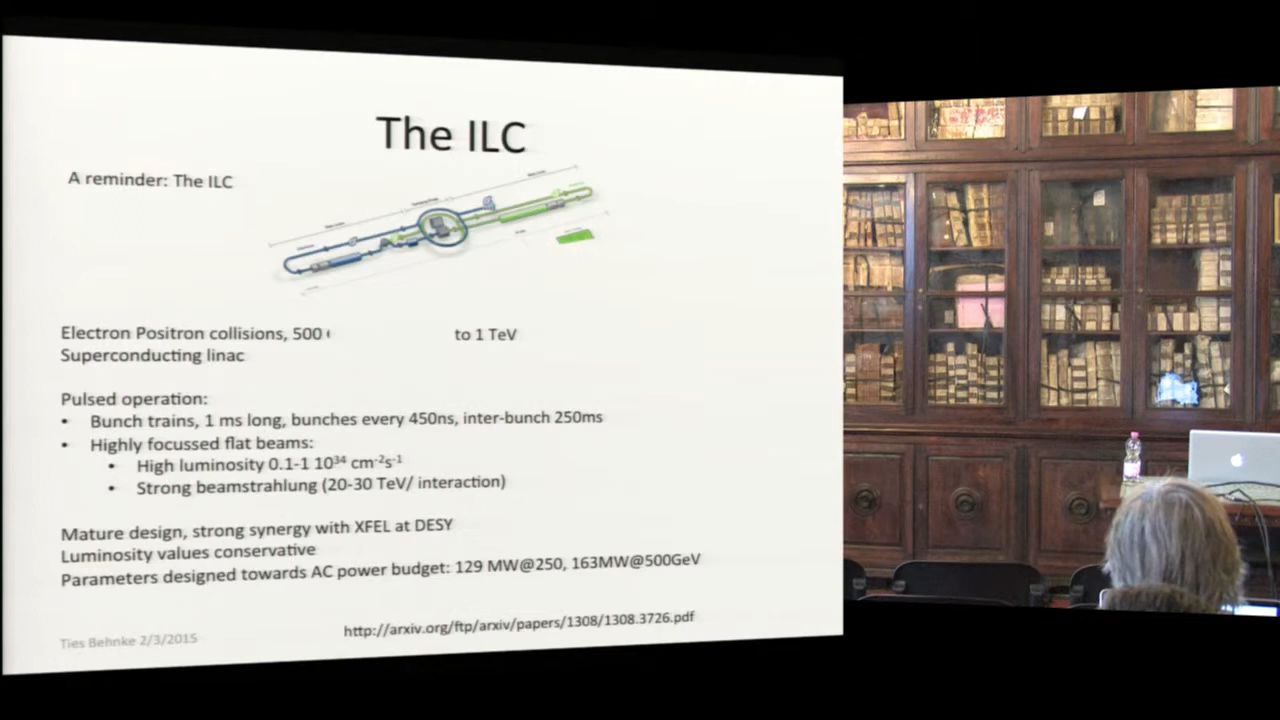 The ILC
A reminder: The ILC
Electron Positron collisions, 500 to 1 TeV
Superconducting linac
Pulsed operation:
• Bunch trains, 1 ms long, bunches every 450ns, inter-bunch 250ms
• Highly focussed flat beams:
• High luminosity 0.1-1 10³⁴ cm⁻²s⁻¹
• Strong beamstrahlung (20-30 TeV/ interaction)
Mature design, strong synergy with XFEL at DESY
Luminosity values conservative
Parameters designed towards AC power budget: 129 MW@250, 163MW@500GeV
http://arxiv.org/ftp/arxiv/papers/1308/1308.3726.pdf
Ties Behnke 2/3/2015